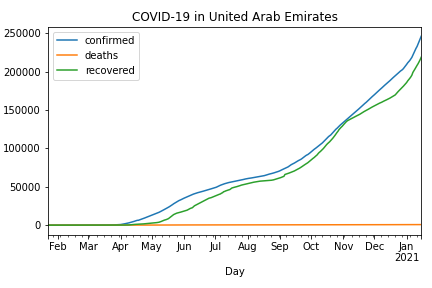 COVID-19 in United Arab Emirates
confirmed
deaths
recovered
250000
200000
150000
100000
50000
0
Feb Mar Apr May Jun Jul Aug Sep Oct Nov Dec Jan
2021
Day